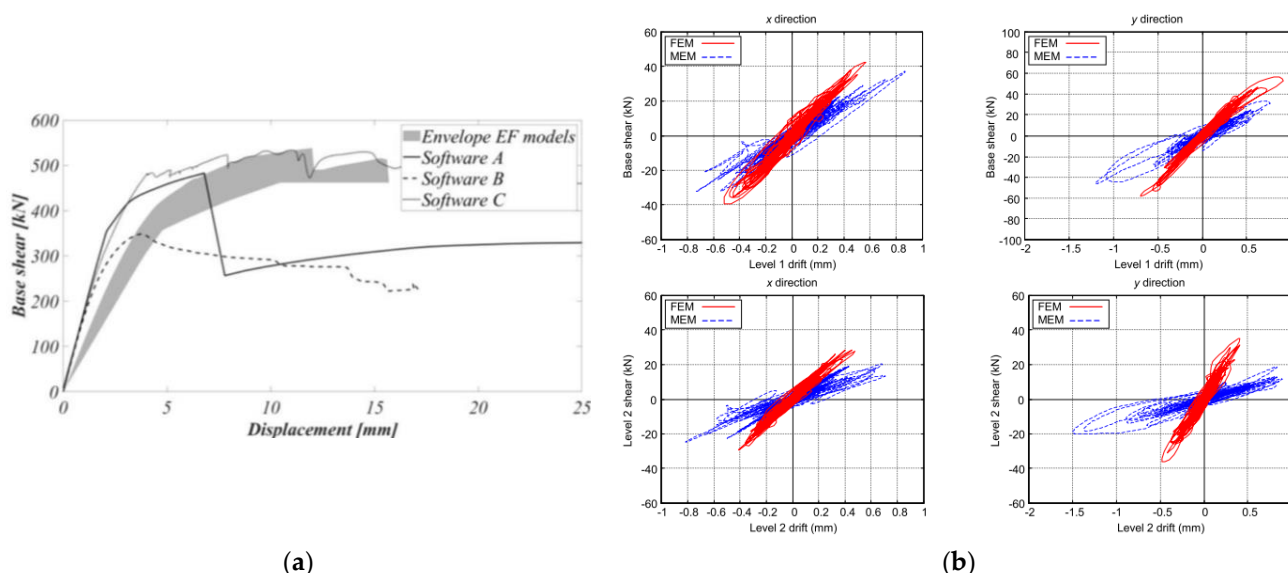 600
500
400
300
200
100
0
0 5 10 15 20 25
Base shear [kN]
Displacement [mm]
Envelope EF models
Software A
Software B
Software C
(a)
x direction
FEM
MEM
60
40
20
0
-20
-40
-60
Base shear (kN)
-1 -0.8 -0.6 -0.4 -0.2 0 0.2 0.4 0.6 0.8 1
Level 1 drift (mm)
y direction
FEM
MEM
100
80
60
40
20
0
-20
-40
-60
-80
-100
Base shear (kN)
-2 -1.5 -1 -0.5 0 0.5
Level 1 drift (mm)
x direction
FEM
MEM
60
40
20
0
-20
-40
-60
Level 2 shear (kN)
-1 -0.8 -0.6 -0.4 -0.2 0 0.2 0.4 0.6 0.8 1
Level 2 drift (mm)
y direction
FEM
MEM
60
40
20
0
-20
-40
-60
Level 2 shear (kN)
-2 -1.5 -1 -0.5 0 0.5
Level 2 drift (mm)
(b)